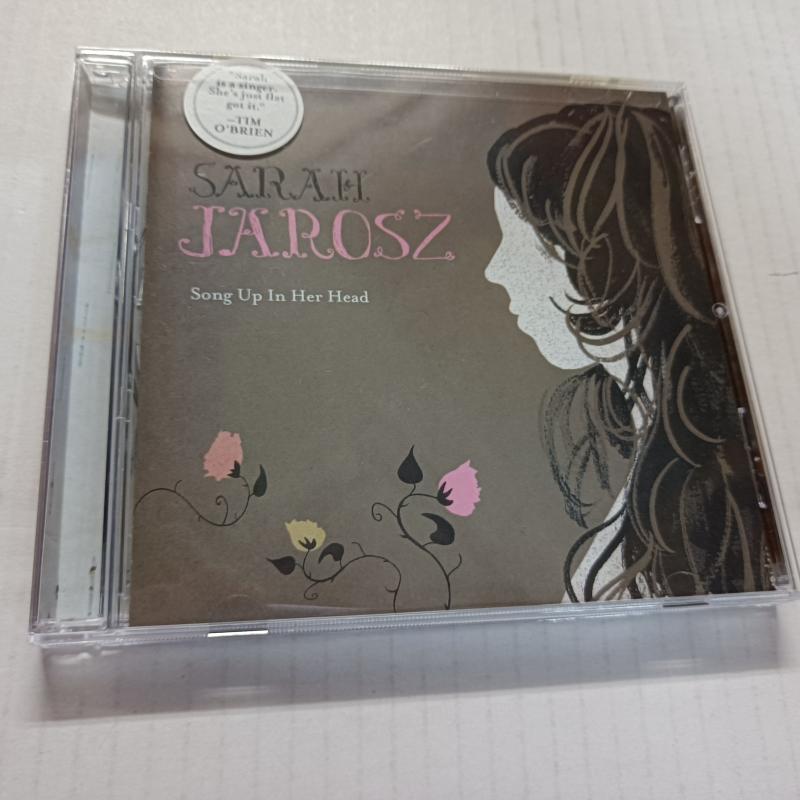 "Sarah
is a singer.
She's just flat
got it."
—TIM
O'BRIEN
SARAH
JAROSZ
Song Up In Her Head